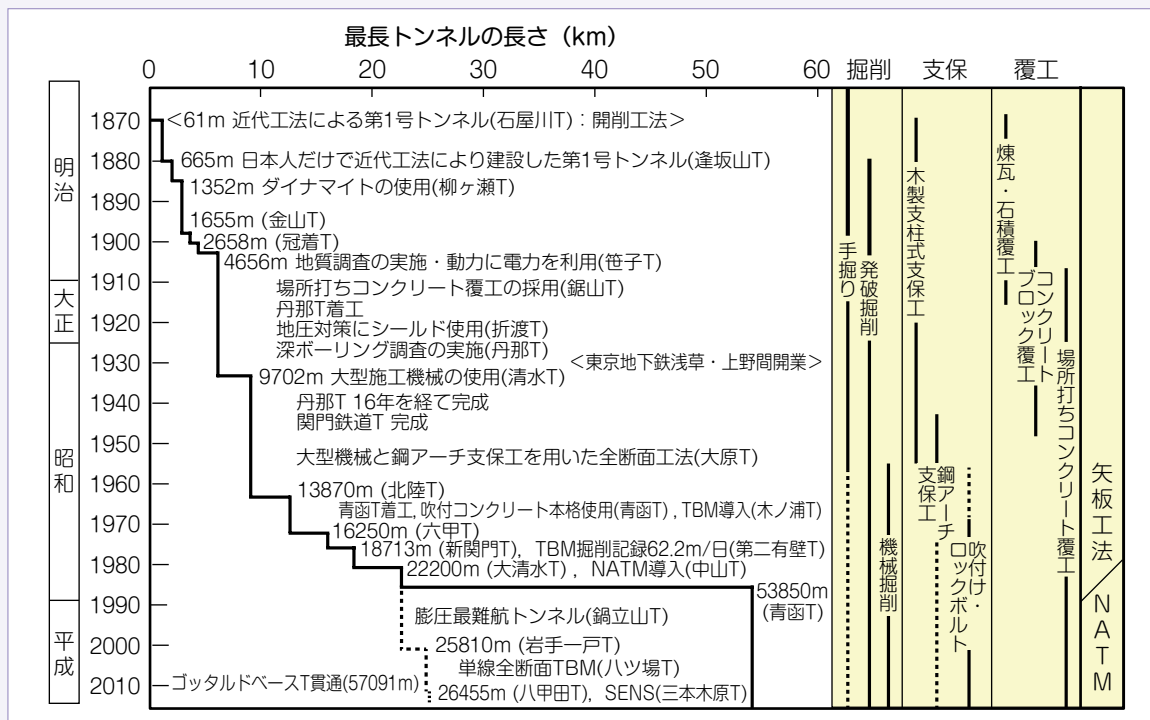 最長トンネルの長さ（km）
0 10 20 30 40 50 60
掘削 支保 覆工
明治
大正
昭和
平成
1870
1880
1890
1900
1910
1920
1930
1940
1950
1960
1970
1980
1990
2000
2010
＜61m 近代工法による第1号トンネル(石屋川T)：開削工法＞
665m 日本人だけで近代工法により建設した第1号トンネル(逢坂山T)
1352m ダイナマイトの使用(柳ヶ瀬T)
1655m (金山T)
2658m (冠着T)
4656m 地質調査の実施・動力に電力を利用(笹子T)
場所打ちコンクリート覆工の採用(鋸山T)
丹那T着工
地圧対策にシールド使用(折渡T)
深ボーリング調査の実施(丹那T)
＜東京地下鉄浅草・上野間開業＞
9702m 大型施工機械の使用(清水T)
丹那T 16年を経て完成
関門鉄道T 完成
大型機械と鋼アーチ支保工を用いた全断面工法(大原T)
13870m (北陸T)
青函T着工，吹付コンクリート本格使用(青函T)，TBM導入(木ノ浦T)
16250m (六甲T)
18713m (新関門T)，TBM掘削記録62.2m/日(第二有壁T)
22200m (大清水T)，NATM導入(中山T)
53850m
(青函T)
膨圧最難航トンネル(鍋立山T)
25810m (岩手一戸T)
単線全断面TBM(八ツ場T)
ゴッタルドベースT貫通(57091m)
26455m (八甲田T)，SENS(三本木原T)
手掘り
発破掘削
機械掘削
木製支柱式支保工
鋼アーチ
支保工
吹付け・
ロックボルト
煉瓦・石積覆工
コンクリート
ブロック覆工
場所打ちコンクリート覆工
矢板工法
NATM